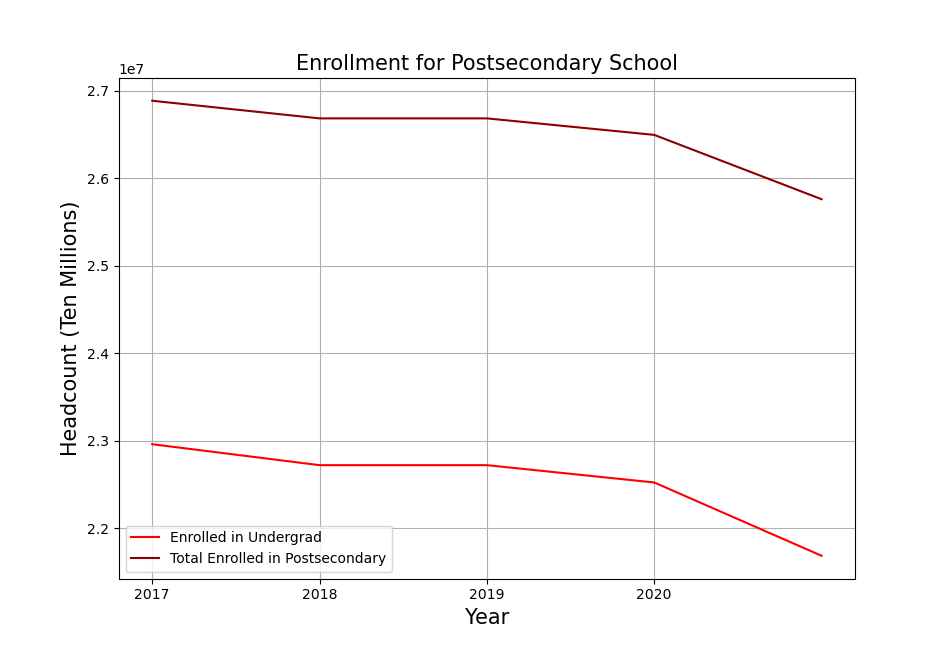 Enrollment for Postsecondary School
1e7
2.7
2.6
2.5
2.4
2.3
2.2
Headcount (Ten Millions)
Enrolled in Undergrad
Total Enrolled in Postsecondary
2017 2018 2019 2020
Year